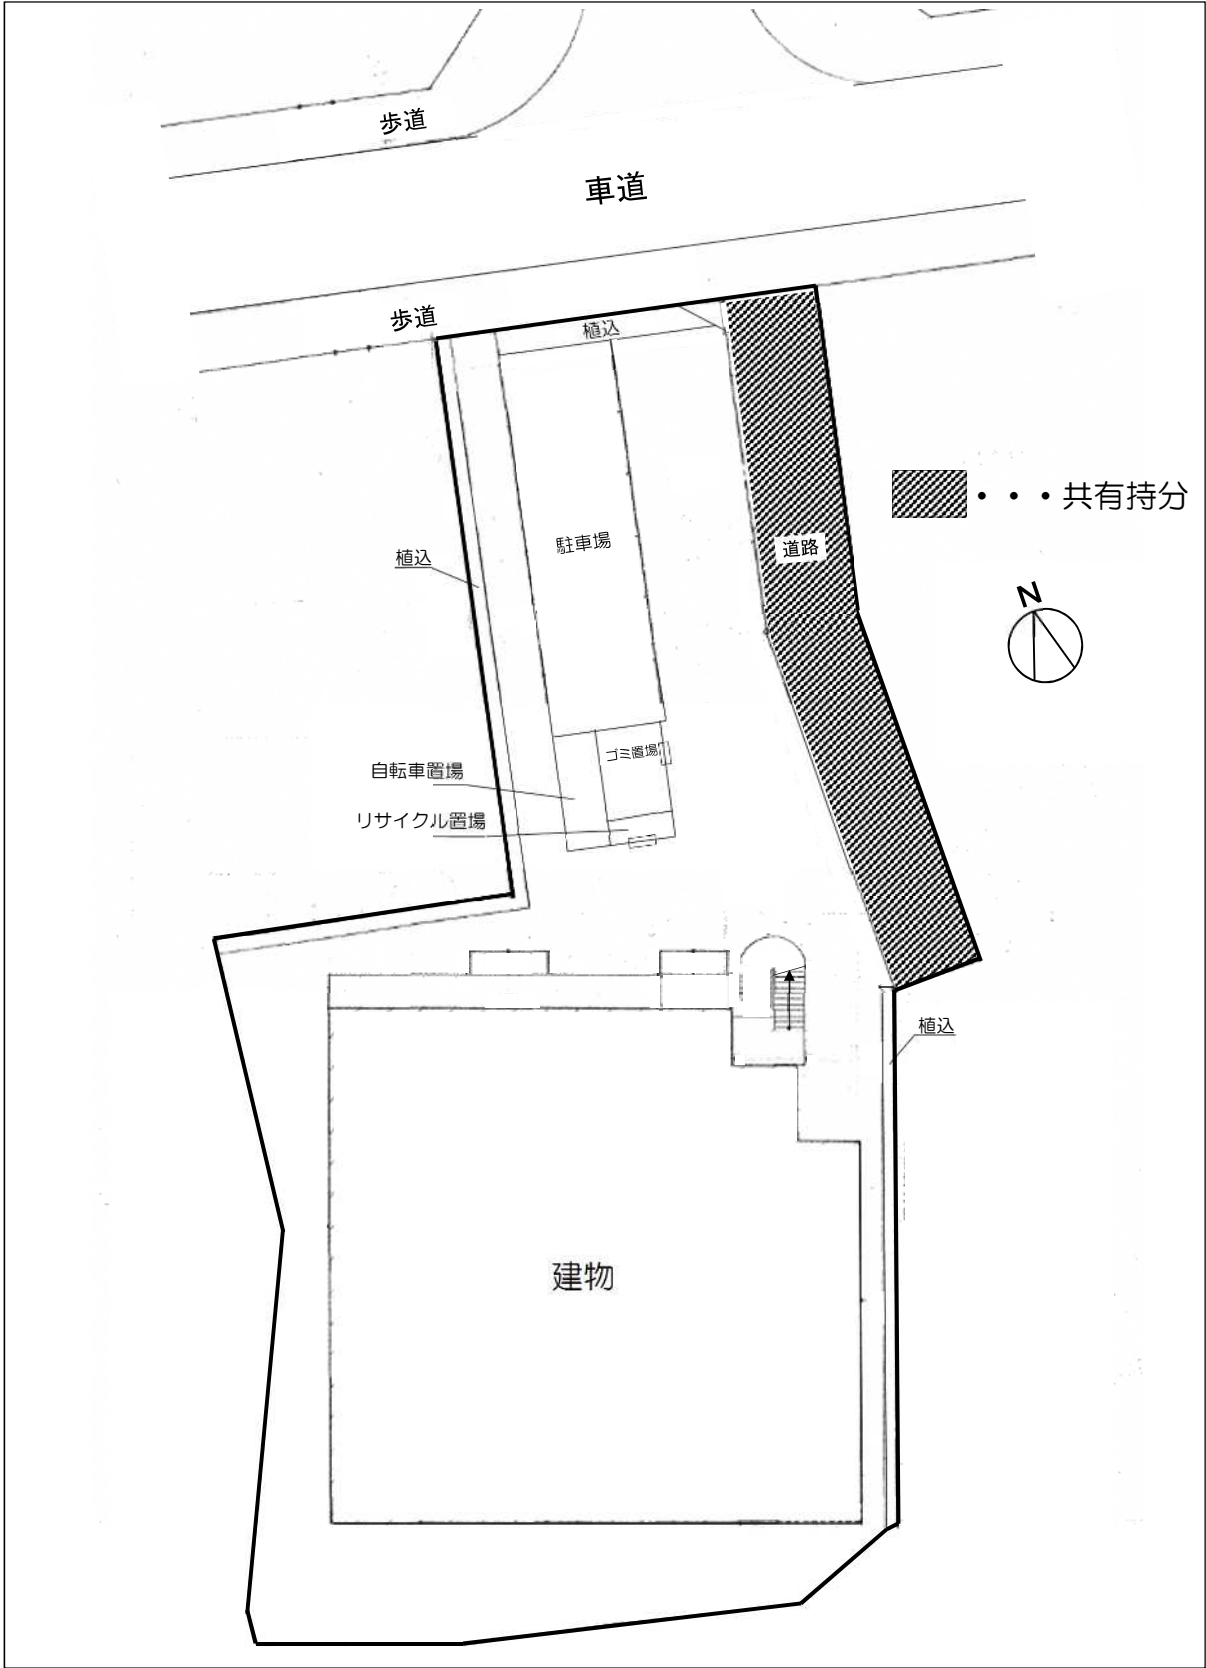 歩道
車道
歩道
植込
・・・共有持分
駐車場
道路
植込
N
ゴミ置場
自転車置場
リサイクル置場
植込
建物